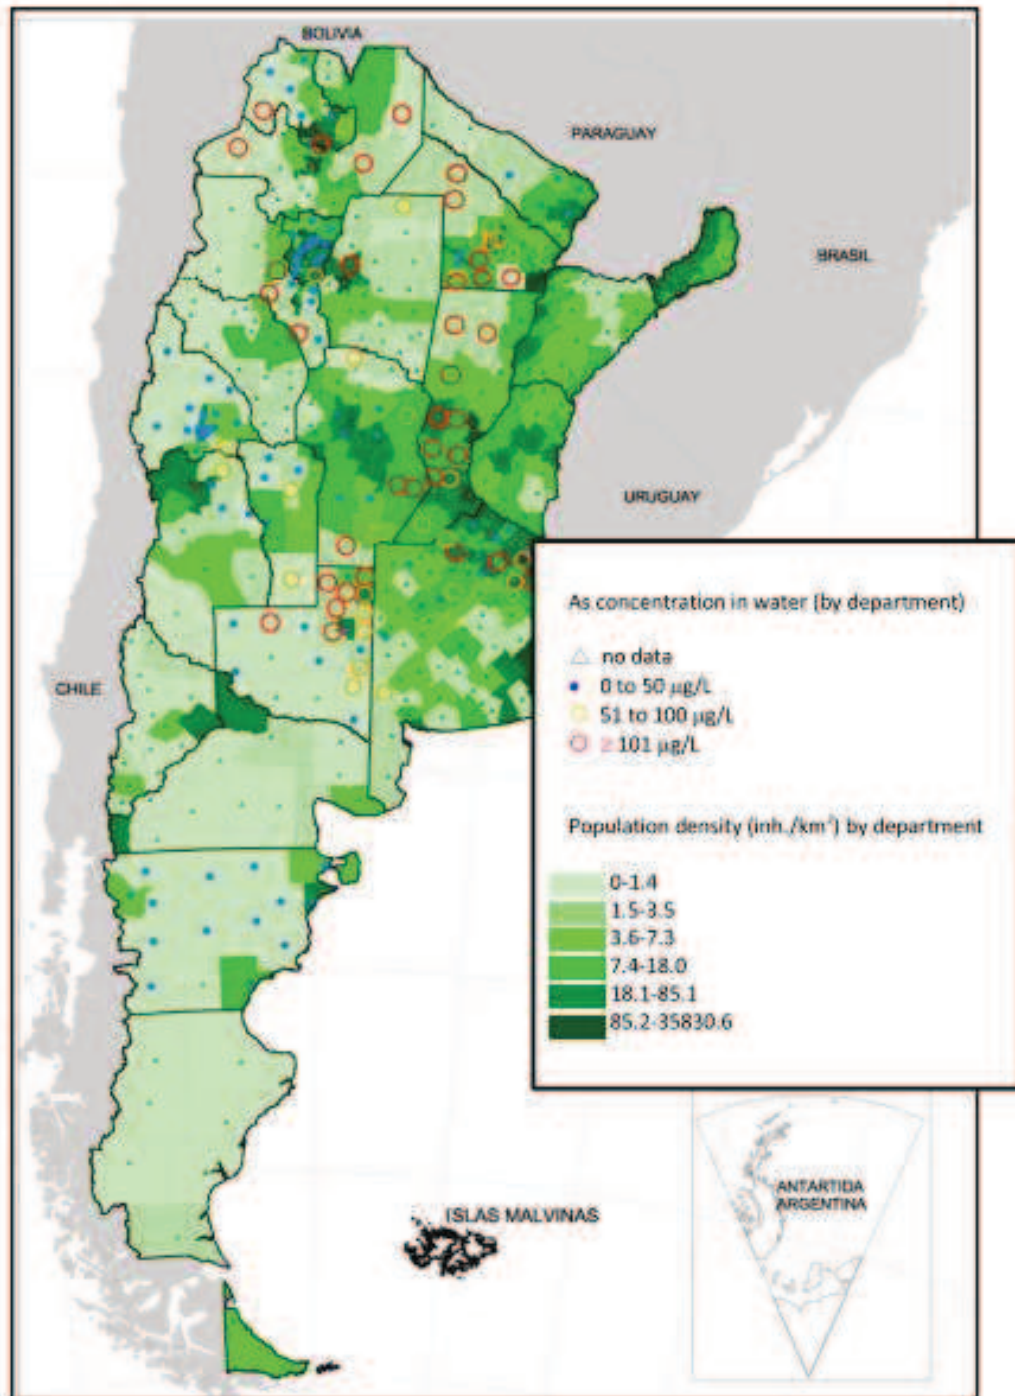 BOLIVIA
PARAGUAY
BRASIL
URUGUAY
CHILE
As concentration in water (by department)
no data
0 to 50 µg/L
51 to 100 µg/L
≥ 101 µg/L
Population density (inh./km²) by department
0-1.4
1.5-3.5
3.6-7.3
7.4-18.0
18.1-85.1
85.2-35830.6
ANTARTIDA
ARGENTINA
ISLAS MALVINAS